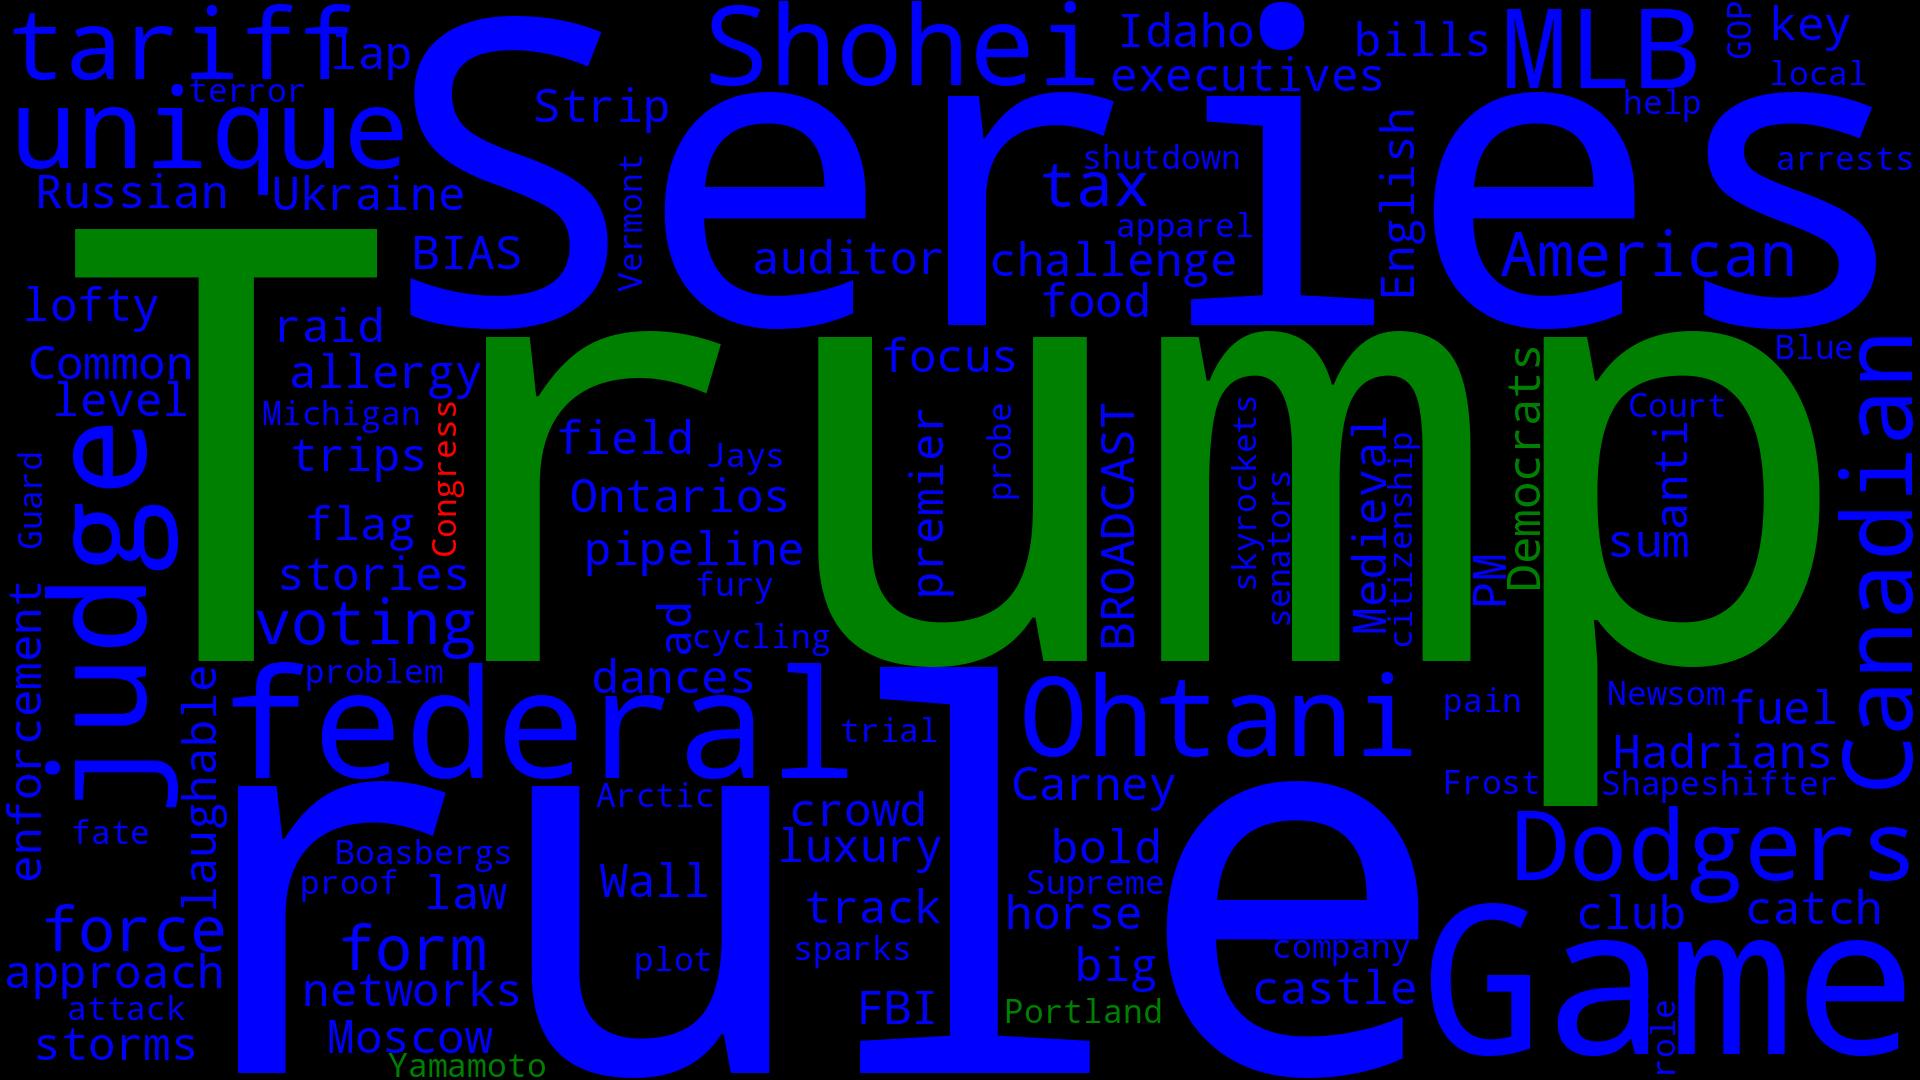 tariff
lap
Shohei
Idaho
bills
MLB
GOP
key
executives
local
terror
Strip
help
unique
Series
shutdown
arrests
Russian
Ukraine
Vermont
tax
English
apparel
BIAS
auditor
challenge
American
food
lofty
raid
Trump
focus
Blue
Common
allergy
level
Michigan
Congress
field
Jays
premier
probe
BROADCAST
skyrockets
senators
Medieval
citizenship
PM
Democrats
Court
anti
sum
Canadian
trips
Guard
judge
Ontarios
flag
pipeline
stories
fury
voting
ad
cycling
enforcement
laughable
problem
federal
dances
trial
Ohtani
pain
Newsom
fuel
Hadrians
Frost
Shapeshifter
Carney
Arctic
crowd
rule
fate
Boasbergs
luxury
bold
Dodgers
proof
law
Wall
Supreme
track
horse
club
catch
force
form
sparks
company
Game
approach
plot
big
networks
castle
attack
FBI
Portland
storms
Moscow
role
Yamamoto